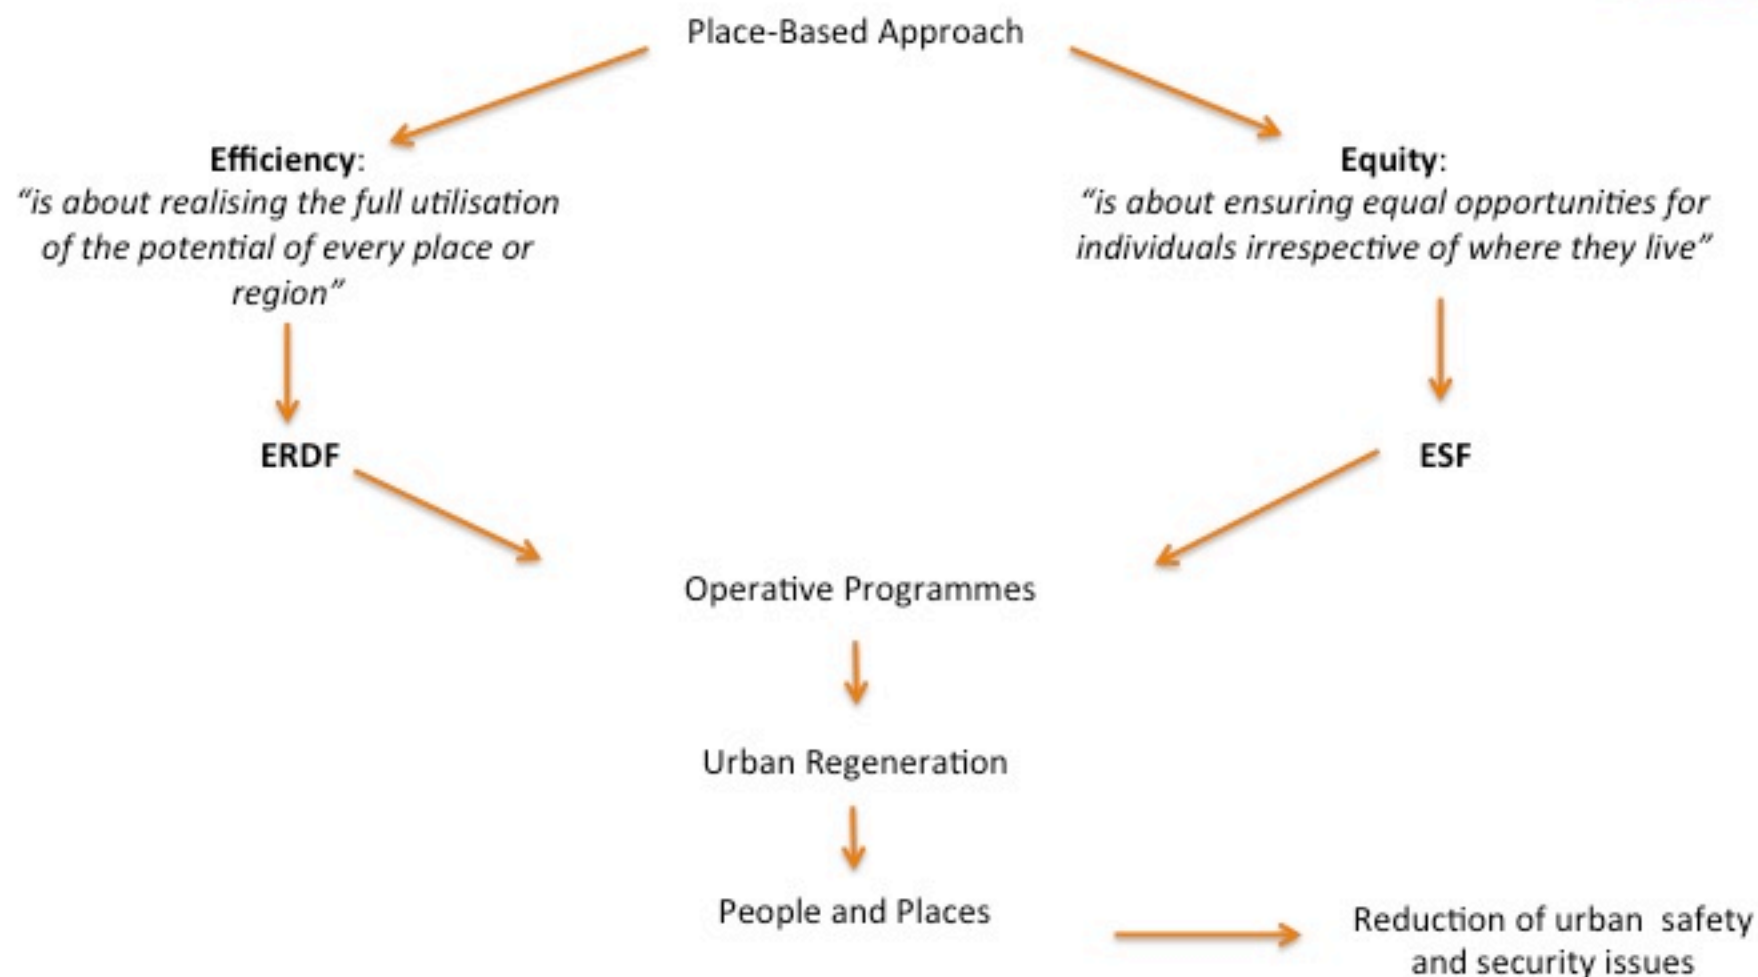 Place-Based Approach
Efficiency:
“is about realising the full utilisation
of the potential of every place or
region”
Equity:
“is about ensuring equal opportunities for
individuals irrespective of where they live”
ERDF
ESF
Operative Programmes
Urban Regeneration
People and Places
Reduction of urban safety
and security issues